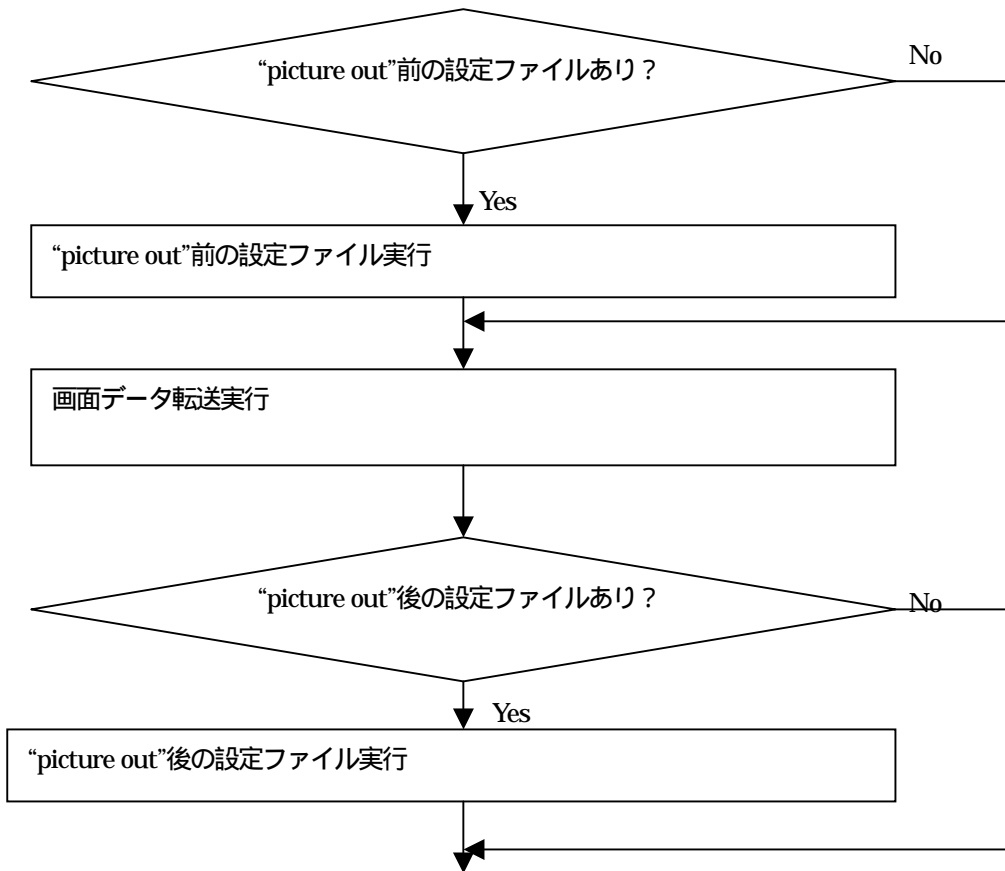 “picture out”前の設定ファイルあり？
No
Yes
“picture out”前の設定ファイル実行
画面データ転送実行
“picture out”後の設定ファイルあり？
No
Yes
“picture out”後の設定ファイル実行